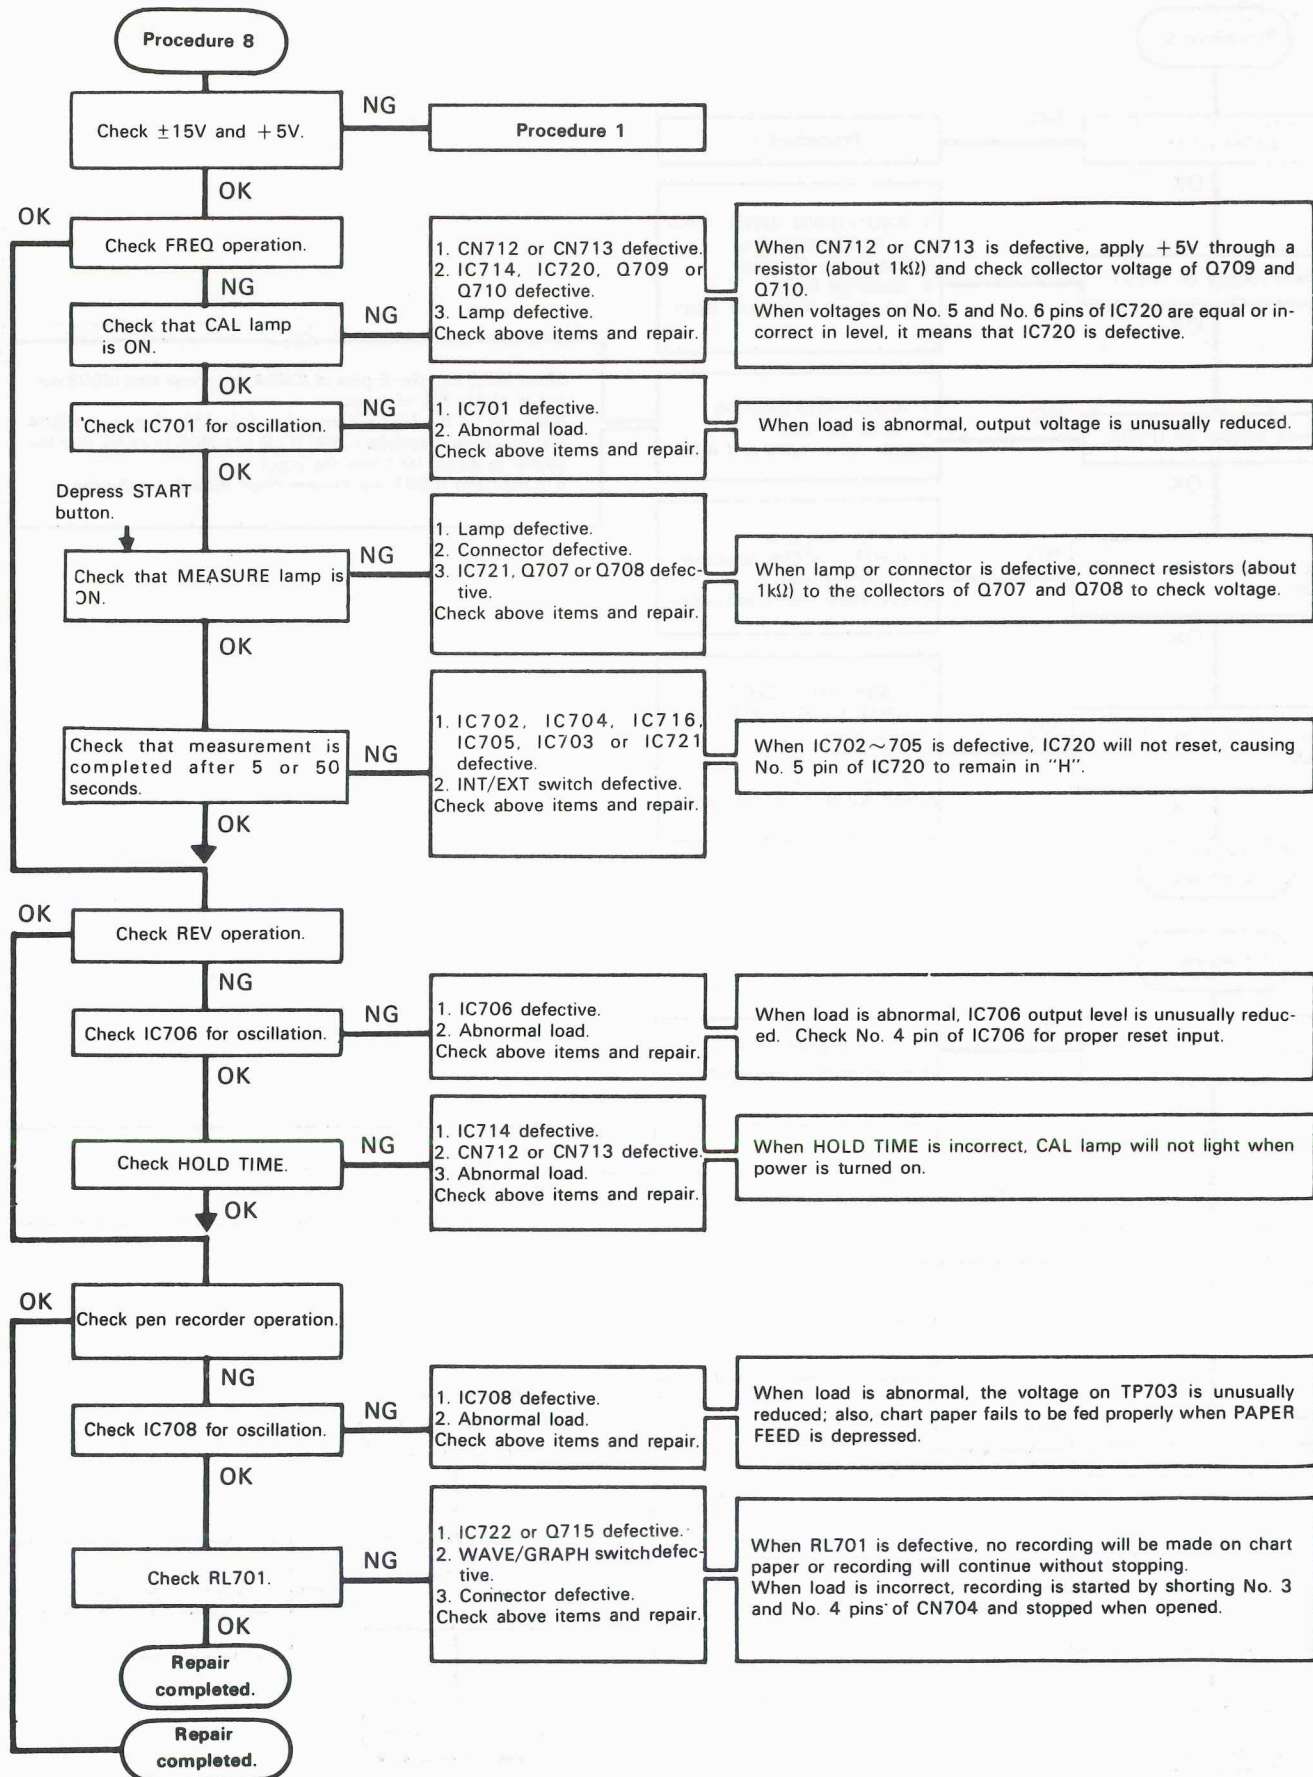 Procedure 8
NG
Check ±15V and +5V.
Procedure 1
OK
OK
Check FREQ operation.
NG
Check that CAL lamp
is ON.
NG
1. CN712 or CN713 defective.
2. IC714, IC720, Q709 or
Q710 defective.
3. Lamp defective.
Check above items and repair.
When CN712 or CN713 is defective, apply +5V through a
resistor (about 1kΩ) and check collector voltage of Q709 and
Q710.
When voltages on No. 5 and No. 6 pins of IC720 are equal or in-
correct in level, it means that IC720 is defective.
OK
Check IC701 for oscillation.
NG
1. IC701 defective.
2. Abnormal load.
Check above items and repair.
When load is abnormal, output voltage is unusually reduced.
OK
Depress START
button.
Check that MEASURE lamp is
ON.
NG
1. Lamp defective.
2. Connector defective.
3. IC721, Q707 or Q708 defec-
tive.
Check above items and repair.
When lamp or connector is defective, connect resistors (about
1kΩ) to the collectors of Q707 and Q708 to check voltage.
OK
Check that measurement is
completed after 5 or 50
seconds.
NG
1. IC702, IC704, IC716,
IC705, IC703 or IC721
defective.
2. INT/EXT switch defective.
Check above items and repair.
When IC702~705 is defective, IC720 will not reset, causing
No. 5 pin of IC720 to remain in "H".
OK
OK
Check REV operation.
NG
Check IC706 for oscillation.
NG
1. IC706 defective.
2. Abnormal load.
Check above items and repair.
When load is abnormal, IC706 output level is unusually reduc-
ed. Check No. 4 pin of IC706 for proper reset input.
OK
Check HOLD TIME.
NG
1. IC714 defective.
2. CN712 or CN713 defective.
3. Abnormal load.
Check above items and repair.
When HOLD TIME is incorrect, CAL lamp will not light when
power is turned on.
OK
OK
Check pen recorder operation.
NG
Check IC708 for oscillation.
NG
1. IC708 defective.
2. Abnormal load.
Check above items and repair.
When load is abnormal, the voltage on TP703 is unusually
reduced; also, chart paper fails to be fed properly when PAPER
FEED is depressed.
OK
Check RL701.
NG
1. IC722 or Q715 defective.
2. WAVE/GRAPH switch defec-
tive.
3. Connector defective.
Check above items and repair.
When RL701 is defective, no recording will be made on chart
paper or recording will continue without stopping.
When load is incorrect, recording is started by shorting No. 3
and No. 4 pins of CN704 and stopped when opened.
OK
Repair
completed.
Repair
completed.